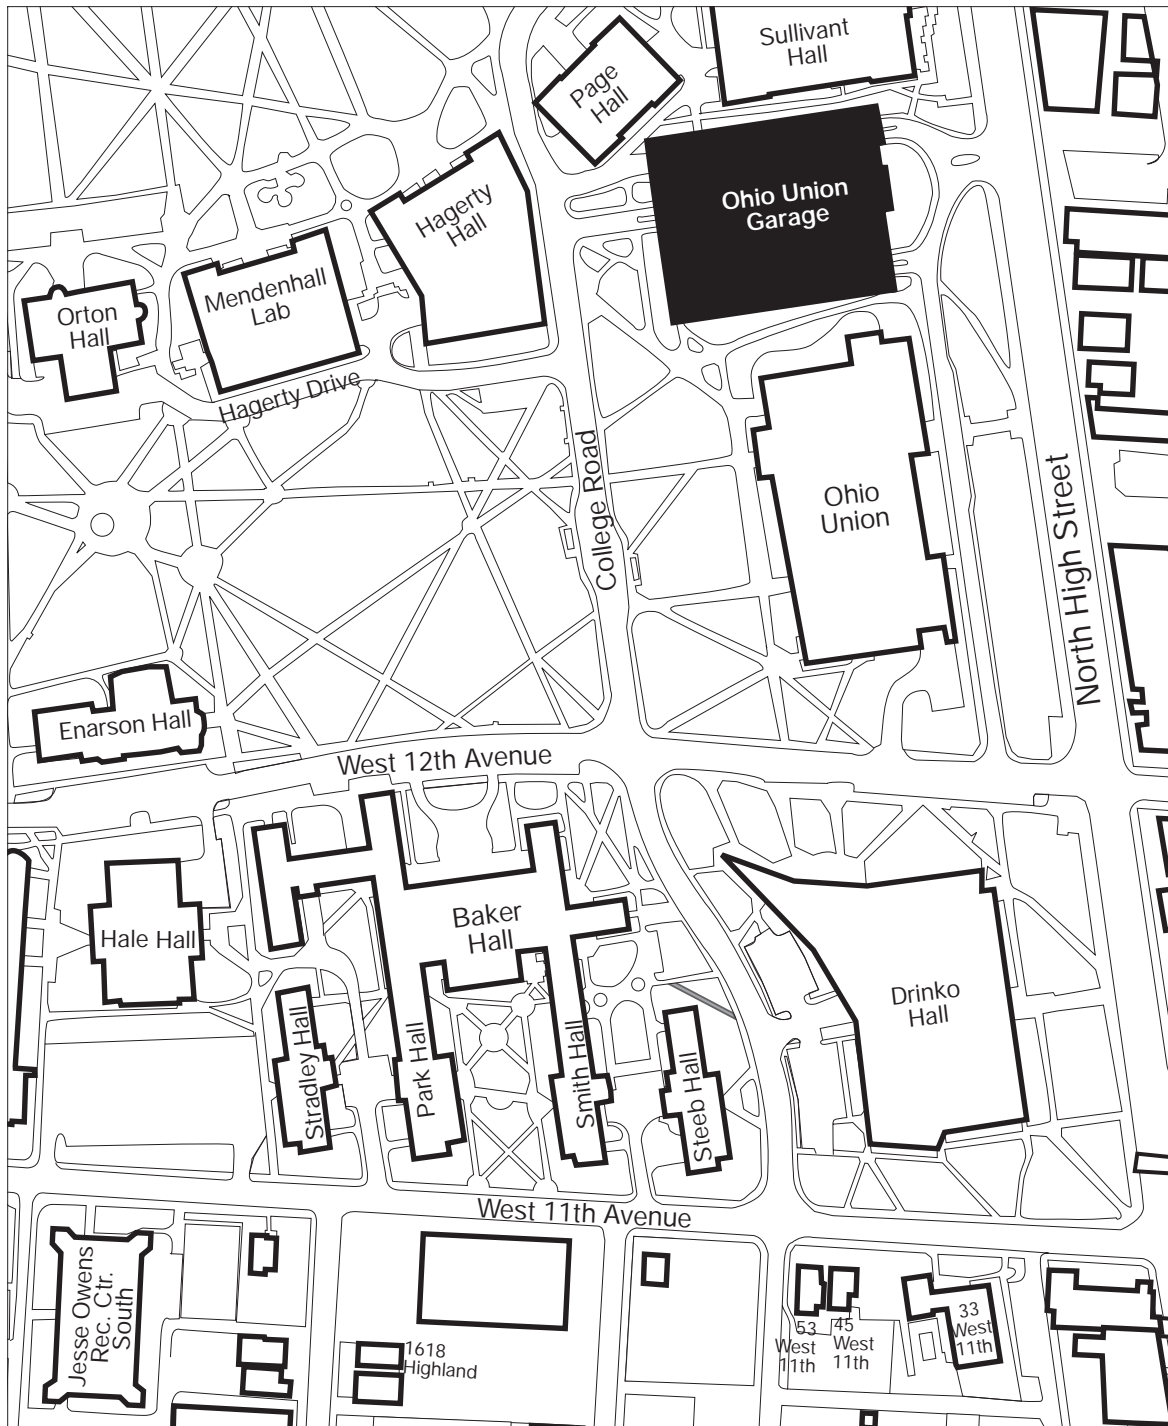 Sullivant
Hall
Page
Hall
Ohio Union
Garage
Hagerty
Hall
Mendenhall
Lab
Orton
Hall
Hagerty Drive
College Road
Ohio
Union
North High Street
Enarson Hall
West 12th Avenue
Baker
Hall
Hale Hall
Drinko
Hall
Stradley Hall
Park Hall
Smith Hall
Steeb Hall
West 11th Avenue
Jesse Owens
Rec. Ctr.
South
1618
Highland
53
West
11th
45
West
11th
33
West
11th